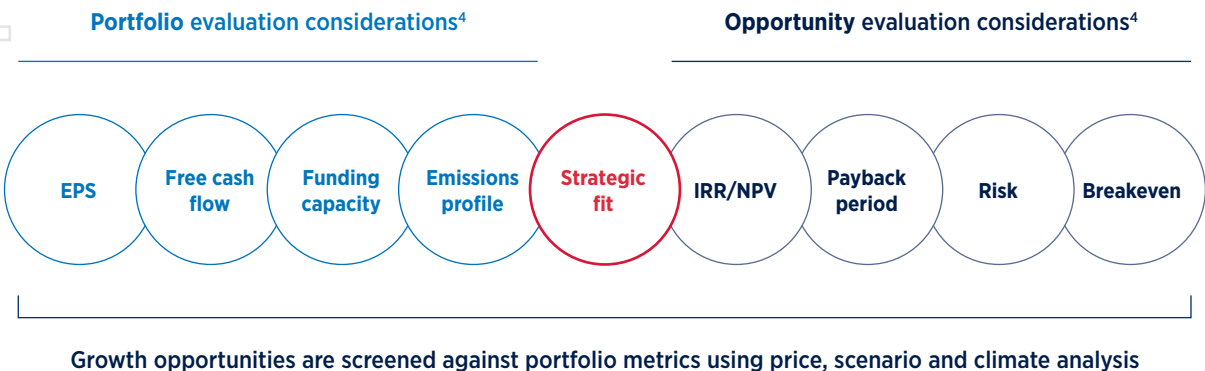 Portfolio evaluation considerations4
Opportunity evaluation considerations4
EPS
Free cash
flow
Funding
capacity
Emissions
profile
Strategic
fit
IRR/NPV
Payback
period
Risk
Breakeven
Growth opportunities are screened against portfolio metrics using price, scenario and climate analysis